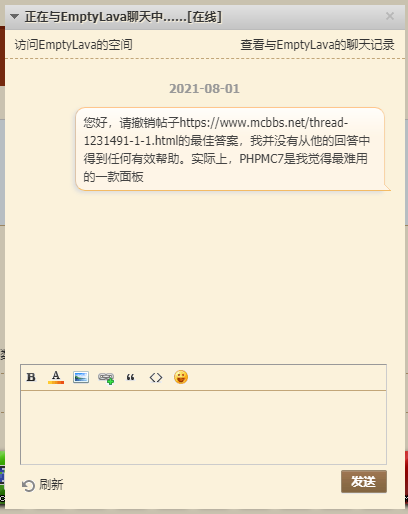 正在与EmptyLava聊天中......[在线]
访问EmptyLava的空间 查看与EmptyLava的聊天记录
2021-08-01
您好，请撤销帖子https://www.mcbbs.net/thread-
1231491-1-1.html的最佳答案，我并没有从他的回答中
得到任何有效帮助。实际上，PHPMC7是我觉得最难用
的一款面板
B A
刷新 发送